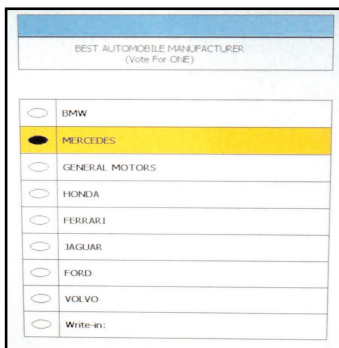 BEST AUTOMOBILE MANUFACTURER
(Vote For ONE)
BMW
MERCEDES
GENERAL MOTORS
HONDA
FERRARI
JAGUAR
FORD
VOLVO
Write-in: